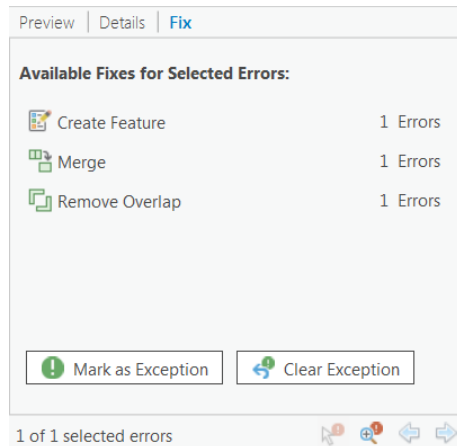 Preview Details Fix
Available Fixes for Selected Errors:
Create Feature 1 Errors
Merge 1 Errors
Remove Overlap 1 Errors
Mark as Exception Clear Exception
1 of 1 selected errors